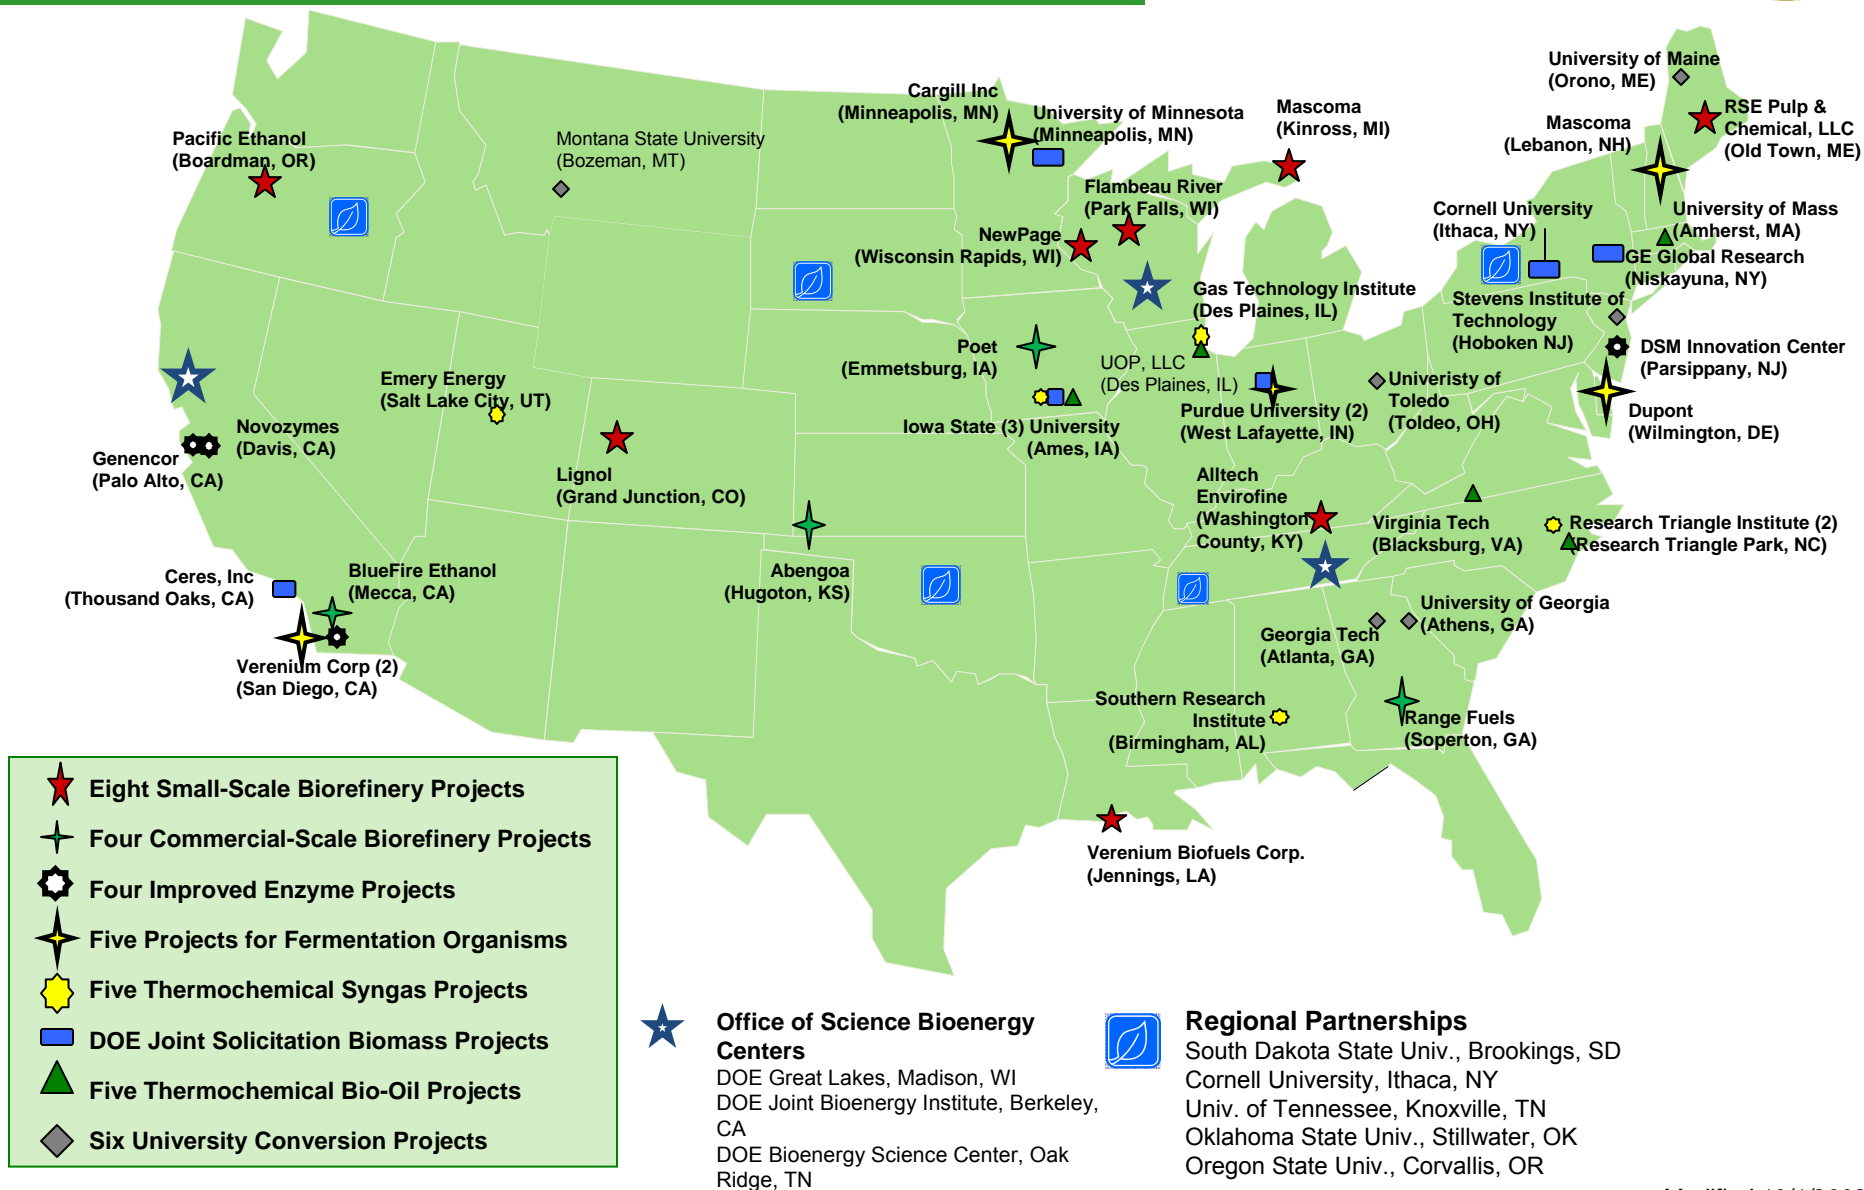 University of Maine
(Orono, ME)
Cargill Inc
(Minneapolis, MN)
University of Minnesota
(Minneapolis, MN)
Mascoma
(Kinross, MI)
RSE Pulp &
Chemical, LLC
(Old Town, ME)
Mascoma
(Lebanon, NH)
Pacific Ethanol
(Boardman, OR)
Montana State University
(Bozeman, MT)
Flambeau River
(Park Falls, WI)
Cornell University
(Ithaca, NY)
University of Mass
(Amherst, MA)
NewPage
(Wisconsin Rapids, WI)
GE Global Research
(Niskayuna, NY)
Gas Technology Institute
(Des Plaines, IL)
Stevens Institute of
Technology
(Hoboken NJ)
Poet
(Emmetsburg, IA)
UOP, LLC
(Des Plaines, IL)
DSM Innovation Center
(Parsippany, NJ)
Emery Energy
(Salt Lake City, UT)
Univeristy of
Toledo
(Toldeo, OH)
Purdue University (2)
(West Lafayette, IN)
Dupont
(Wilmington, DE)
Novozymes
(Davis, CA)
Iowa State (3) University
(Ames, IA)
Genencor
(Palo Alto, CA)
Lignol
(Grand Junction, CO)
Alltech
Envirofine
(Washington
County, KY)
Virginia Tech
(Blacksburg, VA)
Research Triangle Institute (2)
(Research Triangle Park, NC)
Ceres, Inc
(Thousand Oaks, CA)
BlueFire Ethanol
(Mecca, CA)
Abengoa
(Hugoton, KS)
University of Georgia
(Athens, GA)
Georgia Tech
(Atlanta, GA)
Verenium Corp (2)
(San Diego, CA)
Southern Research
Institute
(Birmingham, AL)
Range Fuels
(Soperton, GA)
Verenium Biofuels Corp.
(Jennings, LA)
Eight Small-Scale Biorefinery Projects
Four Commercial-Scale Biorefinery Projects
Four Improved Enzyme Projects
Five Projects for Fermentation Organisms
Five Thermochemical Syngas Projects
DOE Joint Solicitation Biomass Projects
Five Thermochemical Bio-Oil Projects
Six University Conversion Projects
Office of Science Bioenergy
Centers
DOE Great Lakes, Madison, WI
DOE Joint Bioenergy Institute, Berkeley,
CA
DOE Bioenergy Science Center, Oak
Ridge, TN
Regional Partnerships
South Dakota State Univ., Brookings, SD
Cornell University, Ithaca, NY
Univ. of Tennessee, Knoxville, TN
Oklahoma State Univ., Stillwater, OK
Oregon State Univ., Corvallis, OR